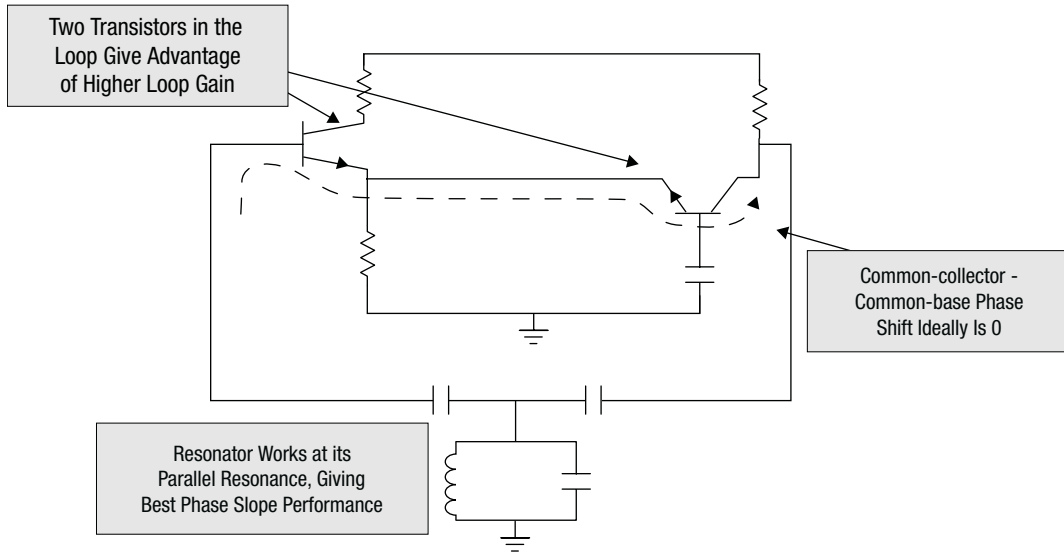 Two Transistors in the
Loop Give Advantage
of Higher Loop Gain
Common-collector -
Common-base Phase
Shift Ideally Is 0
Resonator Works at its
Parallel Resonance, Giving
Best Phase Slope Performance